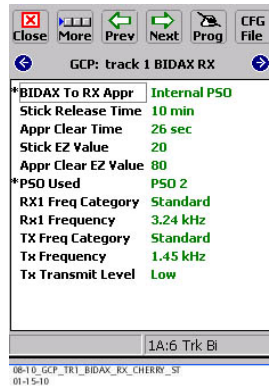 Close More Prev Next Prog CFG File
GCP: track 1 BIDAX RX
*BIDAX To RX Appr Internal PSO
Stick Release Time 10 min
Appr Clear Time 26 sec
Stick EZ Value 20
Appr Clear EZ Value 80
*PSO Used PSO 2
RX1 Freq Category Standard
Rx1 Frequency 3.24 kHz
TX Freq Category Standard
Tx Frequency 1.45 kHz
Tx Transmit Level Low
1A:6 Trk Bi
08-10_GCP_TR1_BIDAX_RX_CHERRY_ST
01-15-10